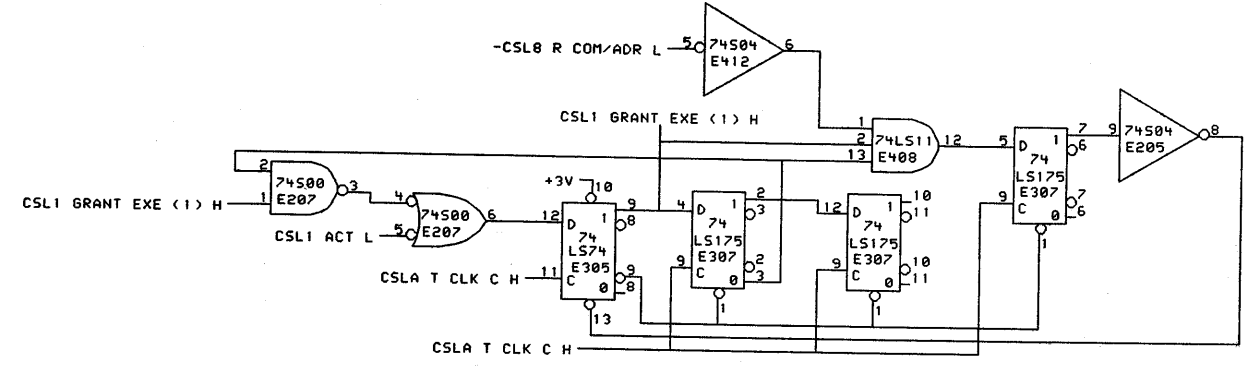 -CSL8 R COM/ADR L
5
74S04
E412
6
CSL1 GRANT EXE (1) H
1
2
13
74LS11
E408
12
5
D
1
74
LS175
E307
C
0
9
7
6
7
6
1
9
74S04
E205
8
2
1
74S00
E207
3
CSL1 GRANT EXE (1) H
4
5
74S00
E207
6
CSL1 ACT L
+3V
10
12
D
1
74
LS74
E305
C
0
11
9
8
9
8
13
CSLA T CLK C H
4
D
1
74
LS175
E307
C
0
9
2
3
2
3
1
12
D
1
74
LS175
E307
C
0
9
10
11
10
11
1
CSLA T CLK C H